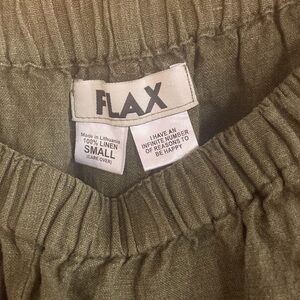 FLAX
Made in Lithuania
100% LINEN
SMALL
(CARE OVER)
I HAVE AN
INFINITE NUMBER
OF REASONS TO
BE HAPPY